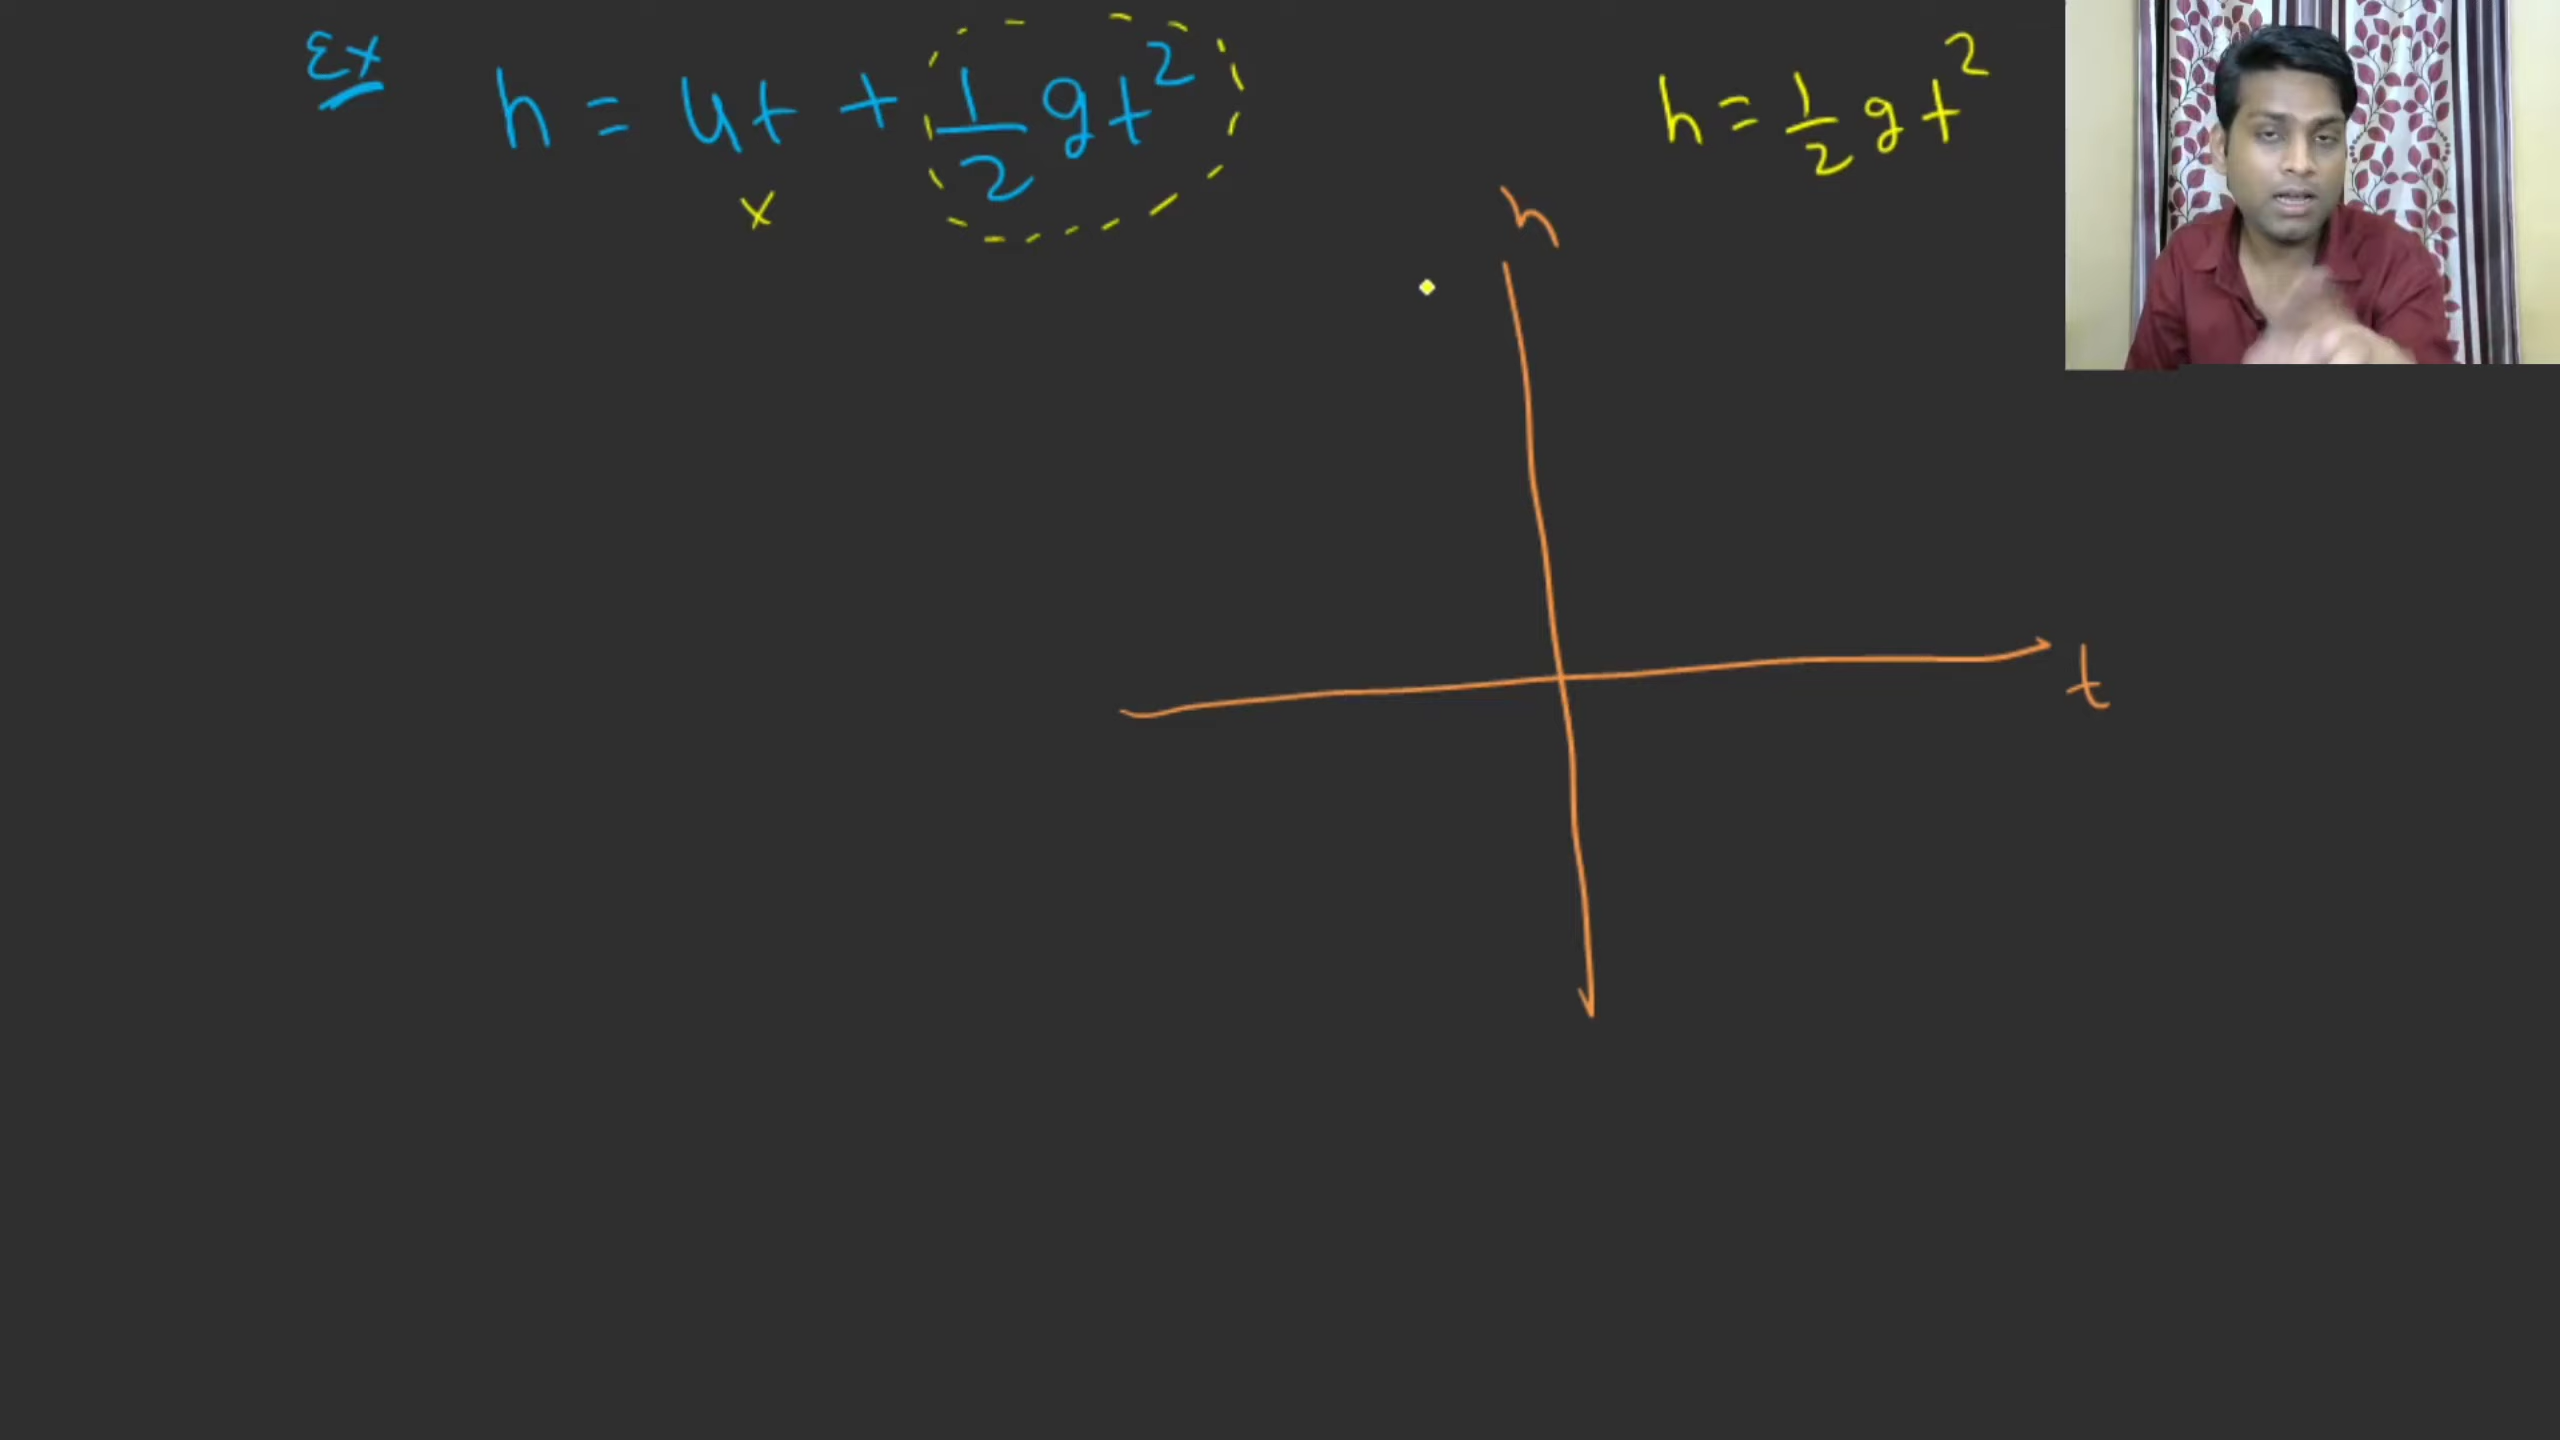 Ex
h = ut + 1/2 gt²
x
h = 1/2 gt²
h
t